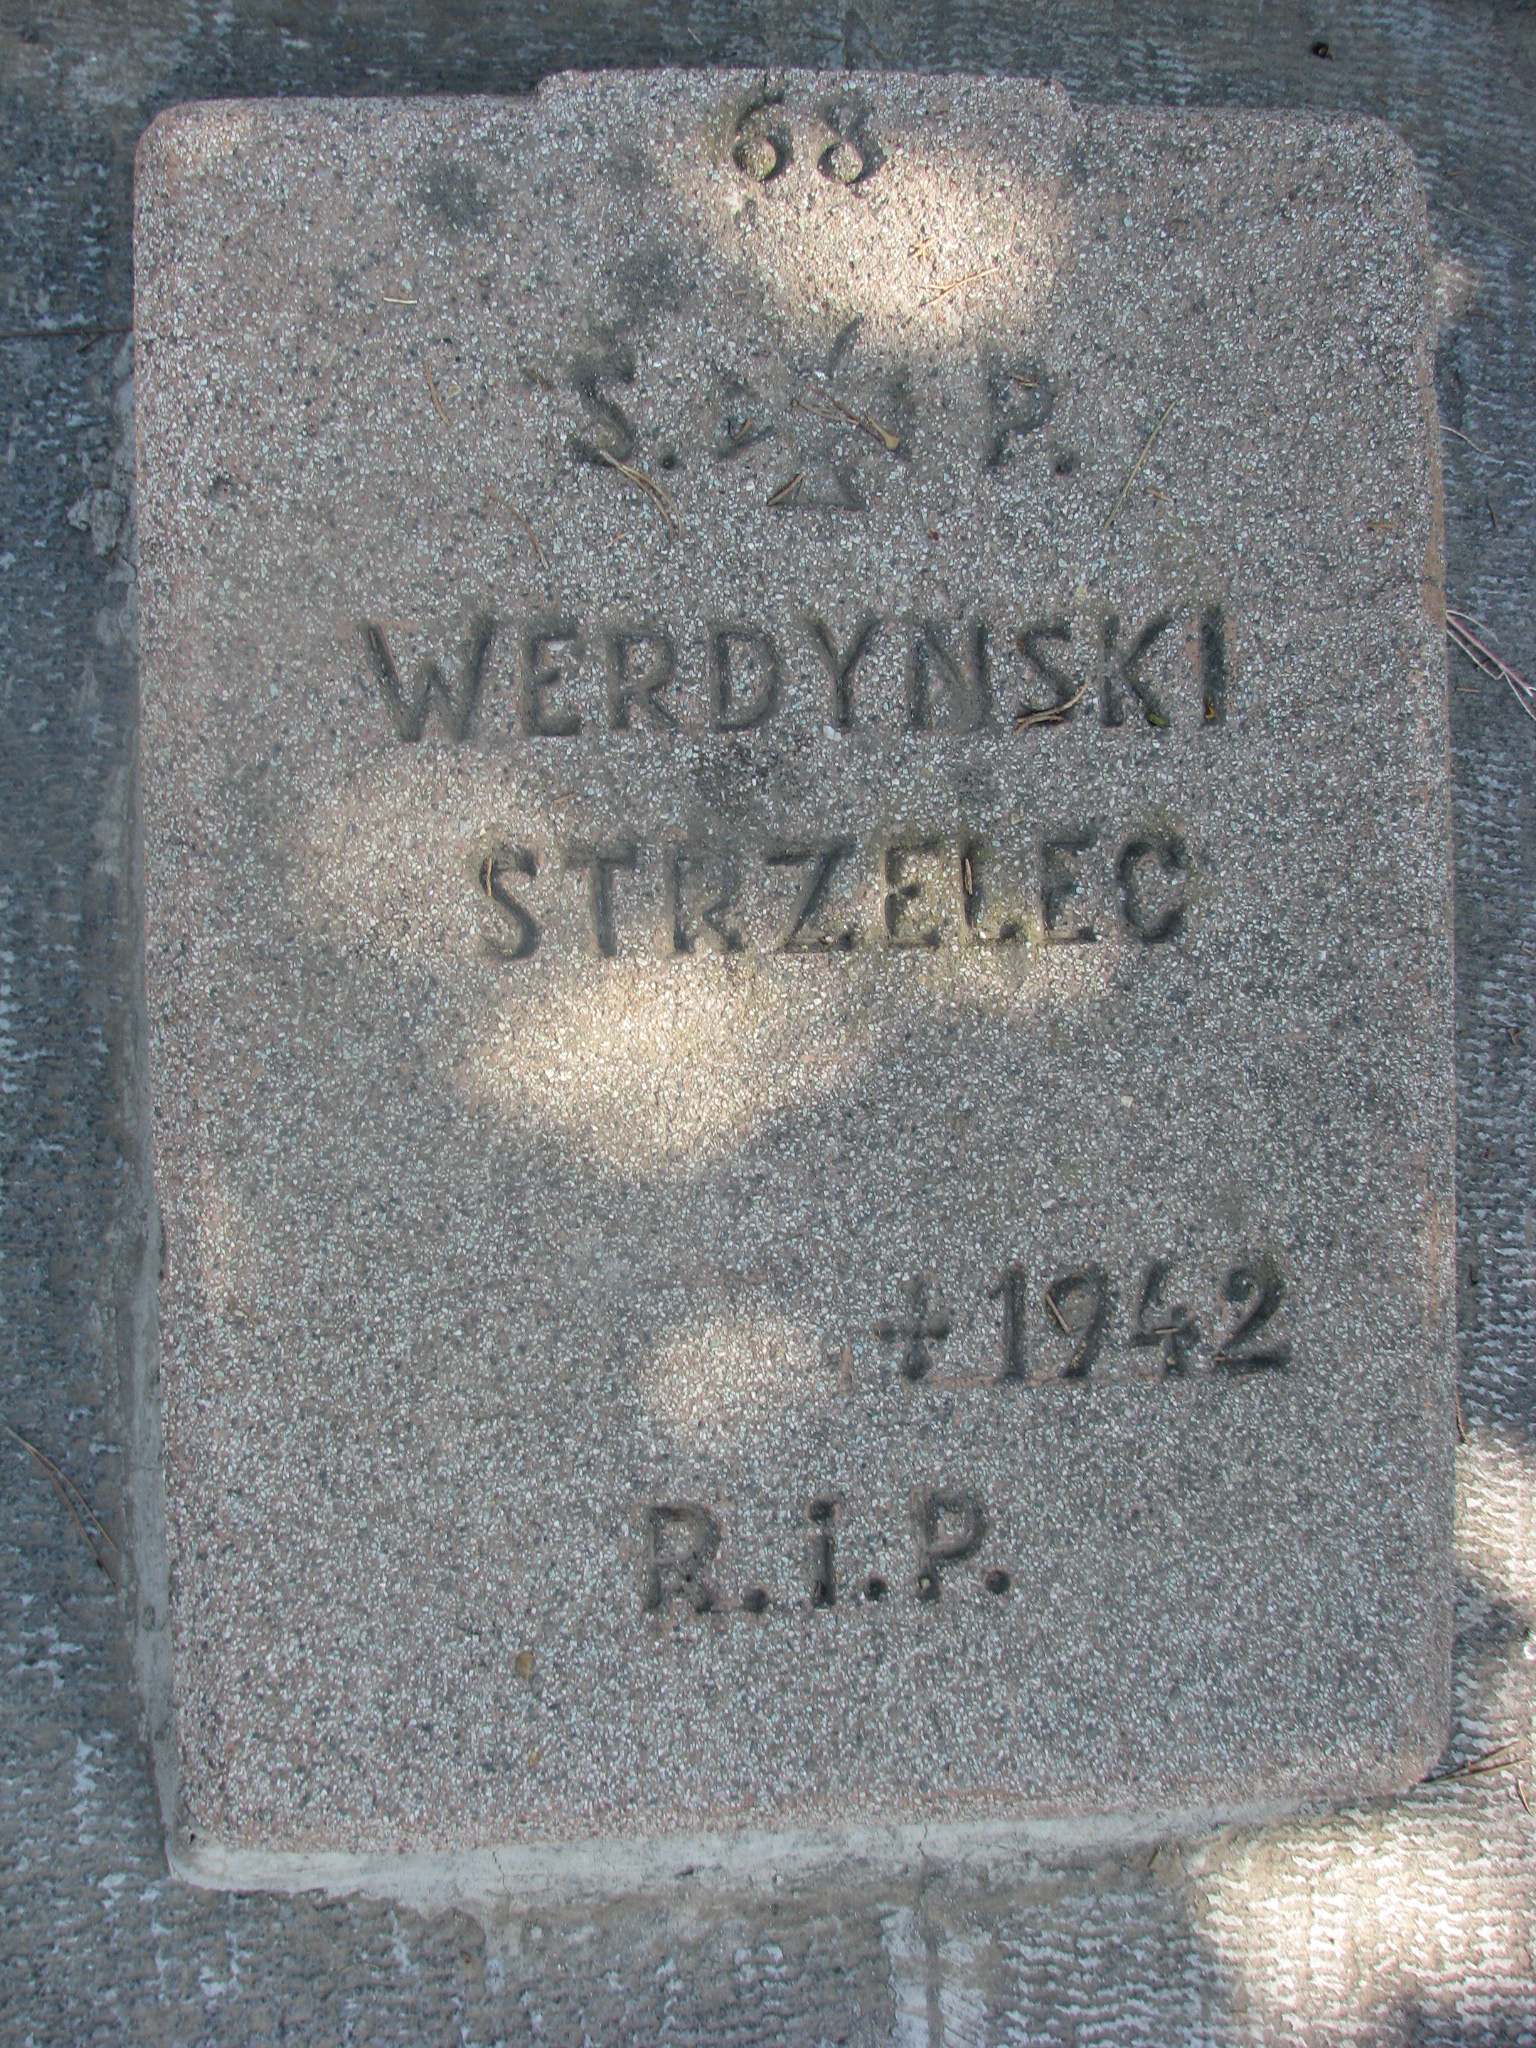 68
S. P.
WERDYNSKI
STRZELEC
+ 1942
R.I.P.